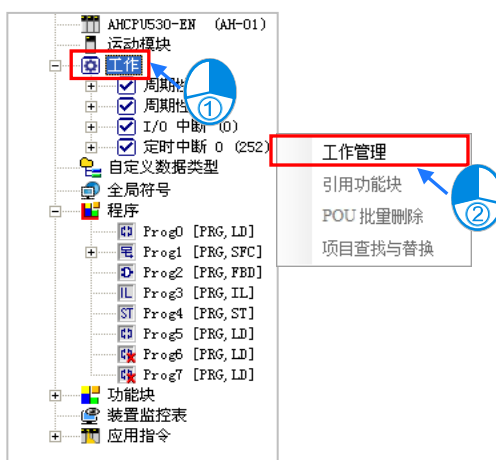 AHCPU530-EN (AH-01)
运动模块
工作
周期性
周期性
I/O 中断 (0)
定时中断 0 (252)
自定义数据类型
全局符号
程序
Prog0 [PRG,LD]
Prog1 [PRG,SFC]
Prog2 [PRG,FBD]
Prog3 [PRG,IL]
Prog4 [PRG,ST]
Prog5 [PRG,LD]
Prog6 [PRG,LD]
Prog7 [PRG,LD]
功能块
装置监控表
应用指令
①
工作管理
引用功能块
POU 批量删除
项目查找与替换
②